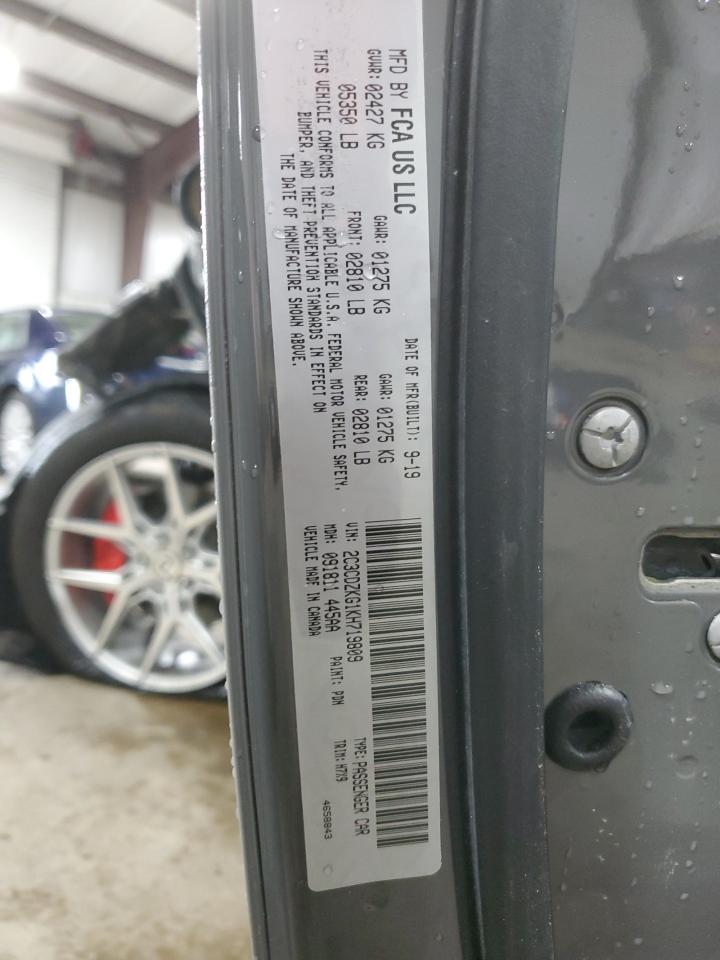 MFD BY FCA US LLC
DATE OF MFR(BUILT): 9-19
GVWR: 02427 KG
GAWR: 01275 KG
GAWR: 01275 KG
05350 LB
FRONT: 02810 LB
REAR: 02810 LB
THIS VEHICLE CONFORMS TO ALL APPLICABLE U.S.A. FEDERAL MOTOR VEHICLE SAFETY,
BUMPER, AND THEFT PREVENTION STANDARDS IN EFFECT ON
THE DATE OF MANUFACTURE SHOWN ABOVE.
VIN: 2C3CDZKG1KH719809
TYPE: PASSENGER CAR
MDH: 091811 445AA
PAINT: PDN
TRIM: H7X9
VEHICLE MADE IN CANADA
4658843